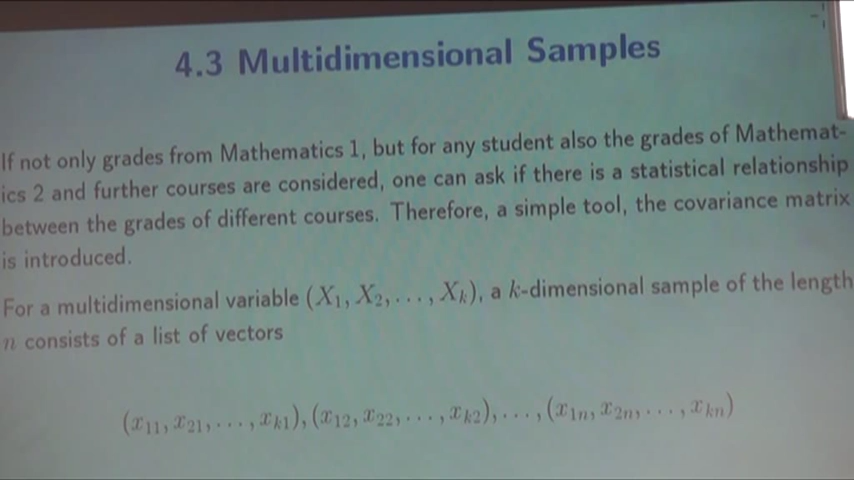 4.3 Multidimensional Samples
If not only grades from Mathematics 1, but for any student also the grades of Mathemat-
ics 2 and further courses are considered, one can ask if there is a statistical relationship
between the grades of different courses. Therefore, a simple tool, the covariance matrix
is introduced.
For a multidimensional variable (X₁, X₂, . . . , Xₖ), a k-dimensional sample of the length
n consists of a list of vectors
(x₁₁, x₂₁, . . . , xₖ₁), (x₁₂, x₂₂, . . . , xₖ₂), . . . , (x₁ₙ, x₂ₙ, . . . , xₖₙ)